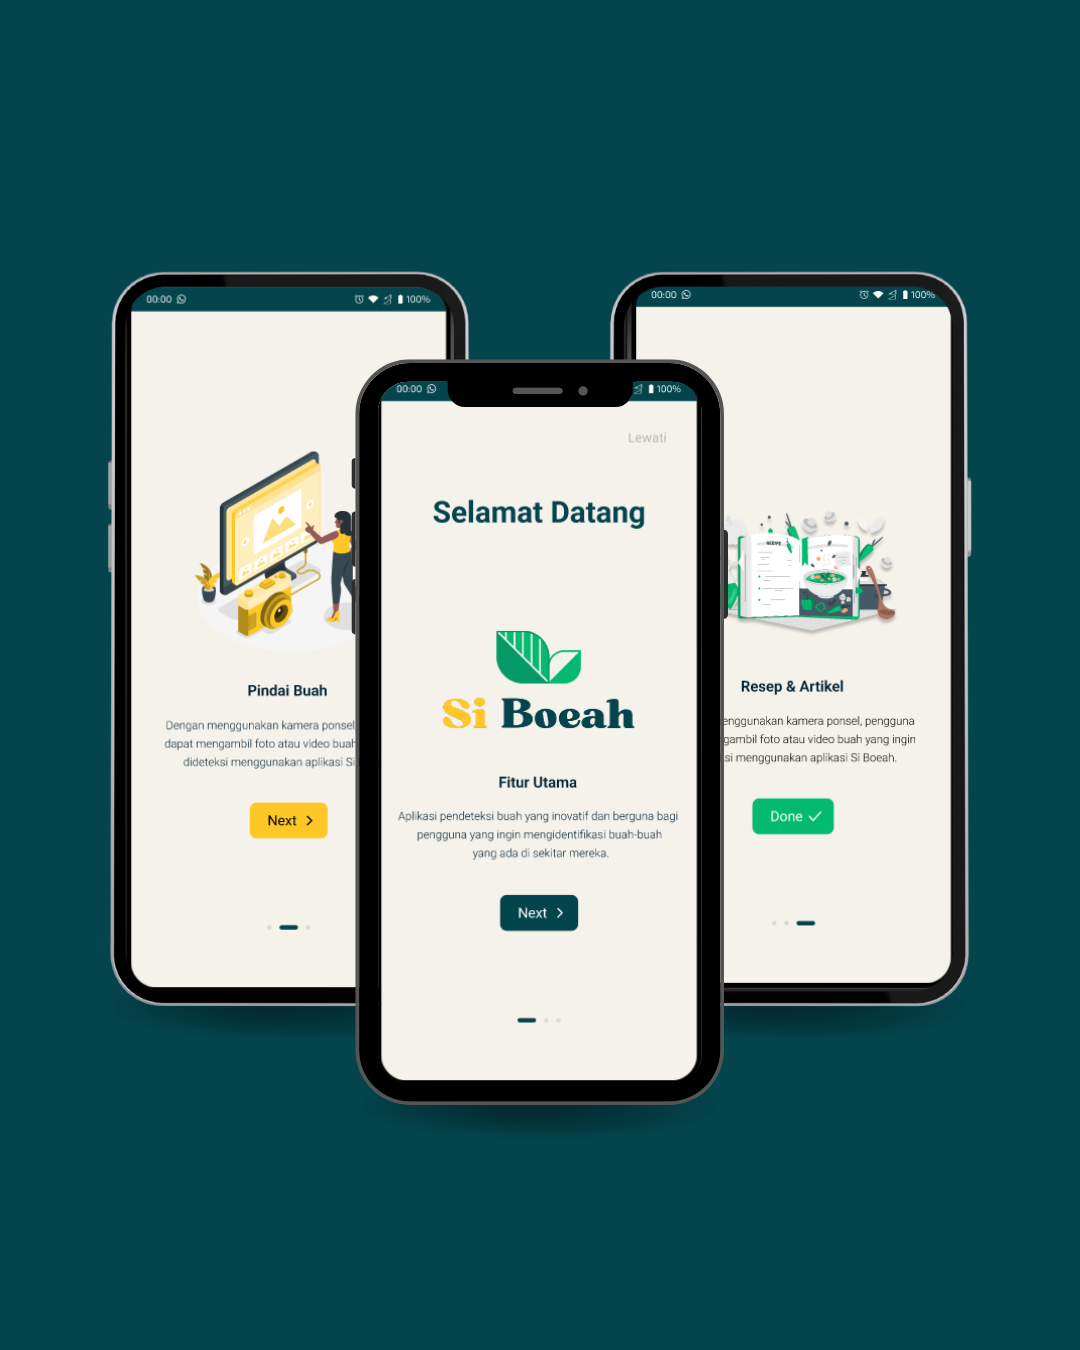 00:00
100%
Pindai Buah
Dengan menggunakan kamera ponsel,
dapat mengambil foto atau video buah
dideteksi menggunakan aplikasi Si
Next
00:00
100%
Lewati
Selamat Datang
Si Boeah
Fitur Utama
Aplikasi pendeteksi buah yang inovatif dan berguna bagi
pengguna yang ingin mengidentifikasi buah-buah
yang ada di sekitar mereka.
Next
00:00
100%
RECIPE
Resep & Artikel
enggunakan kamera ponsel, pengguna
gambil foto atau video buah yang ingin
si menggunakan aplikasi Si Boeah.
Done